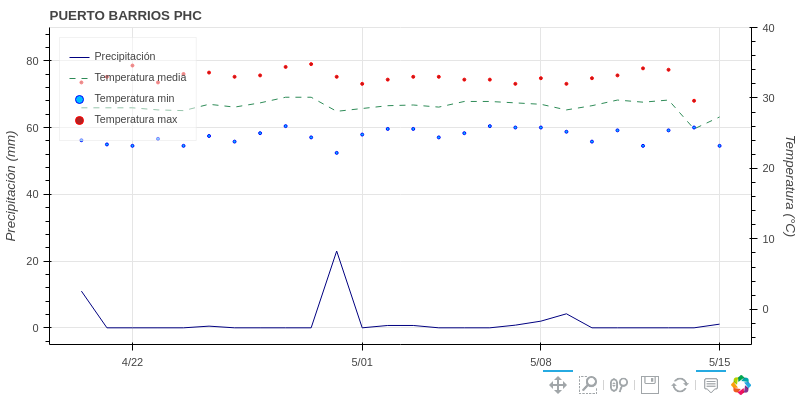 PUERTO BARRIOS PHC
Precipitación
Temperatura media
Temperatura min
Temperatura max
80
60
40
20
0
Precipitación (mm)
40
30
20
10
0
Temperatura (°C)
4/22
5/01
5/08
5/15